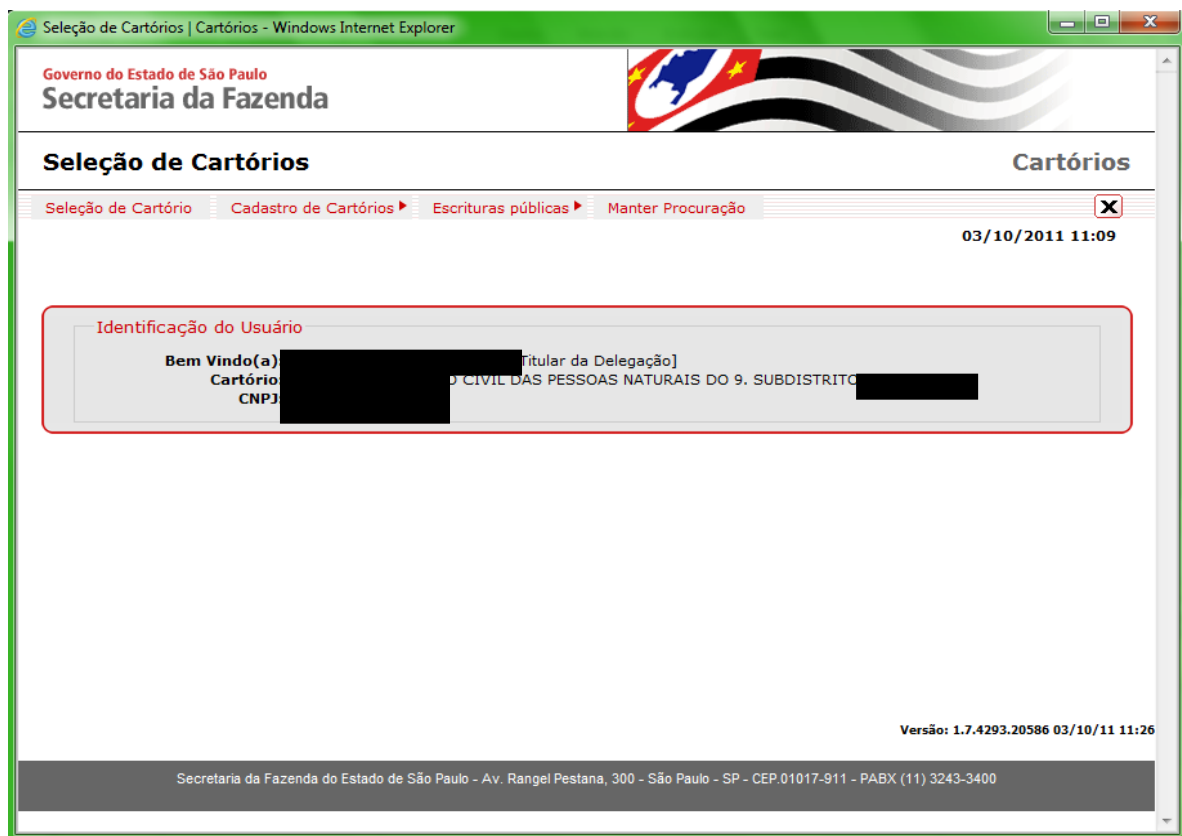 Seleção de Cartórios | Cartórios - Windows Internet Explorer
Governo do Estado de São Paulo
Secretaria da Fazenda
Seleção de Cartórios
Cartórios
Seleção de Cartório Cadastro de Cartórios Escrituras públicas Manter Procuração
03/10/2011 11:09
Identificação do Usuário
Bem Vindo(a): Titular da Delegação]
Cartório: CIVIL DAS PESSOAS NATURAIS DO 9. SUBDISTRITO
CNPJ:
Versão: 1.7.4293.20586 03/10/11 11:26
Secretaria da Fazenda do Estado de São Paulo - Av. Rangel Pestana, 300 - São Paulo - SP - CEP.01017-911 - PABX (11) 3243-3400